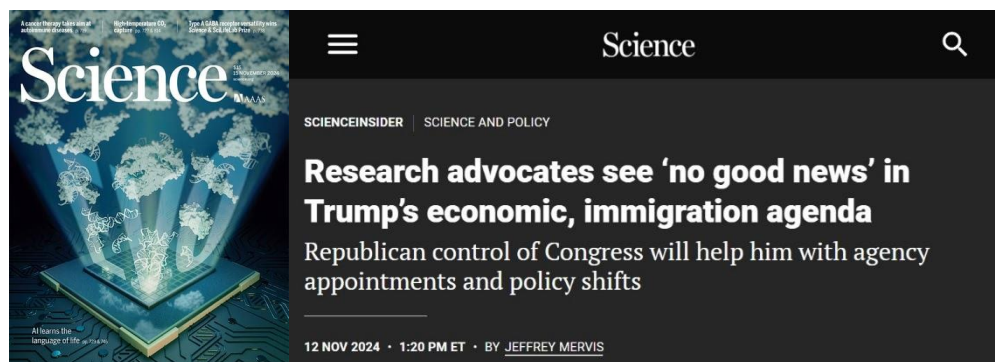 A cancer therapy takes aim at
autoimmune diseases
High-temperature CO₂
capture pp.
Type A GABA receptor versatility wins
Science & SciLifeLab Prize
Science
15 NOVEMBER 2024
AAAS
AI learns the
language of life
Science
SCIENCEINSIDER | SCIENCE AND POLICY
Research advocates see ‘no good news’ in
Trump’s economic, immigration agenda
Republican control of Congress will help him with agency
appointments and policy shifts
12 NOV 2024 • 1:20 PM ET • BY JEFFREY MERVIS